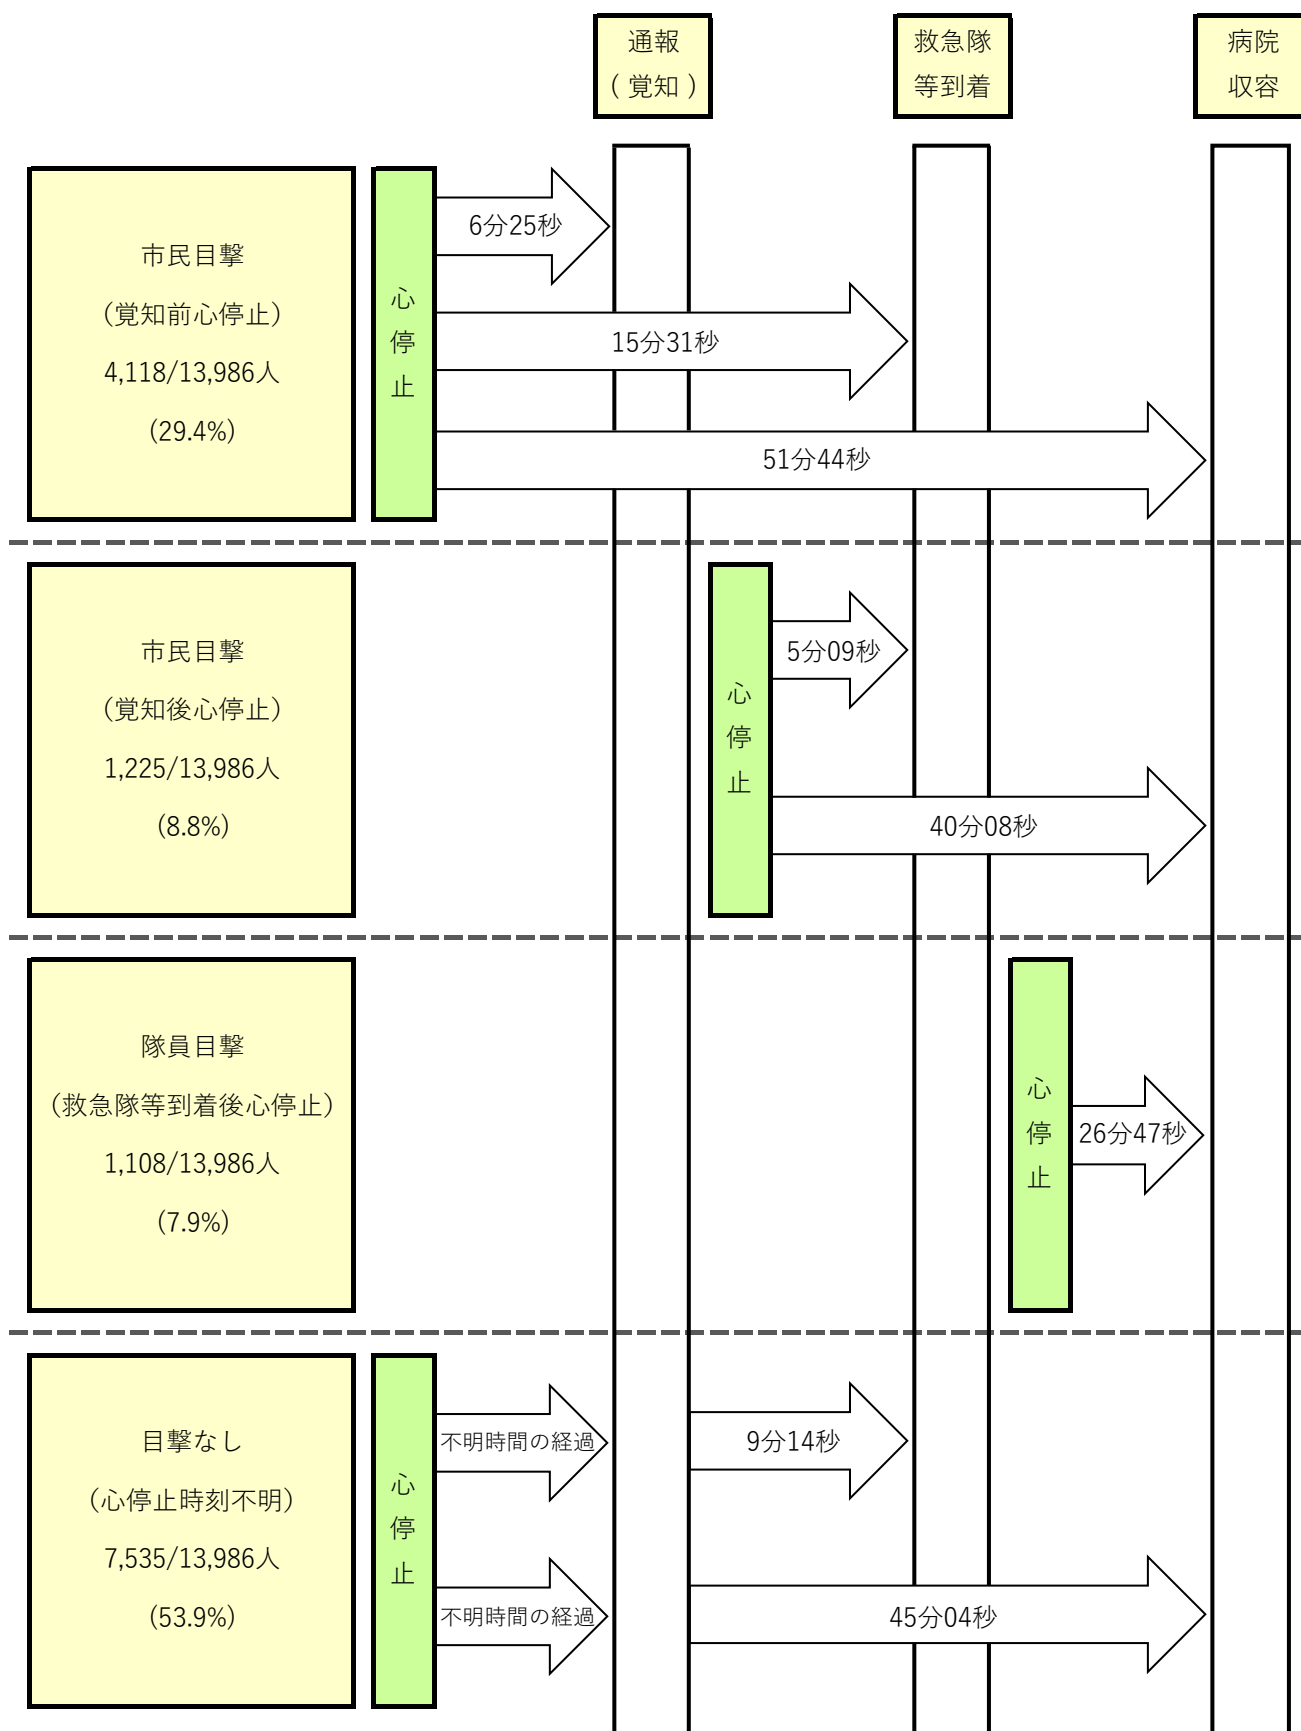 通報
（覚知）
救急隊
等到着
病院
収容
市民目撃
（覚知前心停止）
4,118/13,986人
(29.4%)
心
停
止
6分25秒
15分31秒
51分44秒
市民目撃
（覚知後心停止）
1,225/13,986人
(8.8%)
心
停
止
5分09秒
40分08秒
隊員目撃
（救急隊等到着後心停止）
1,108/13,986人
(7.9%)
心
停
止
26分47秒
目撃なし
（心停止時刻不明）
7,535/13,986人
(53.9%)
心
停
止
不明時間の経過
9分14秒
不明時間の経過
45分04秒